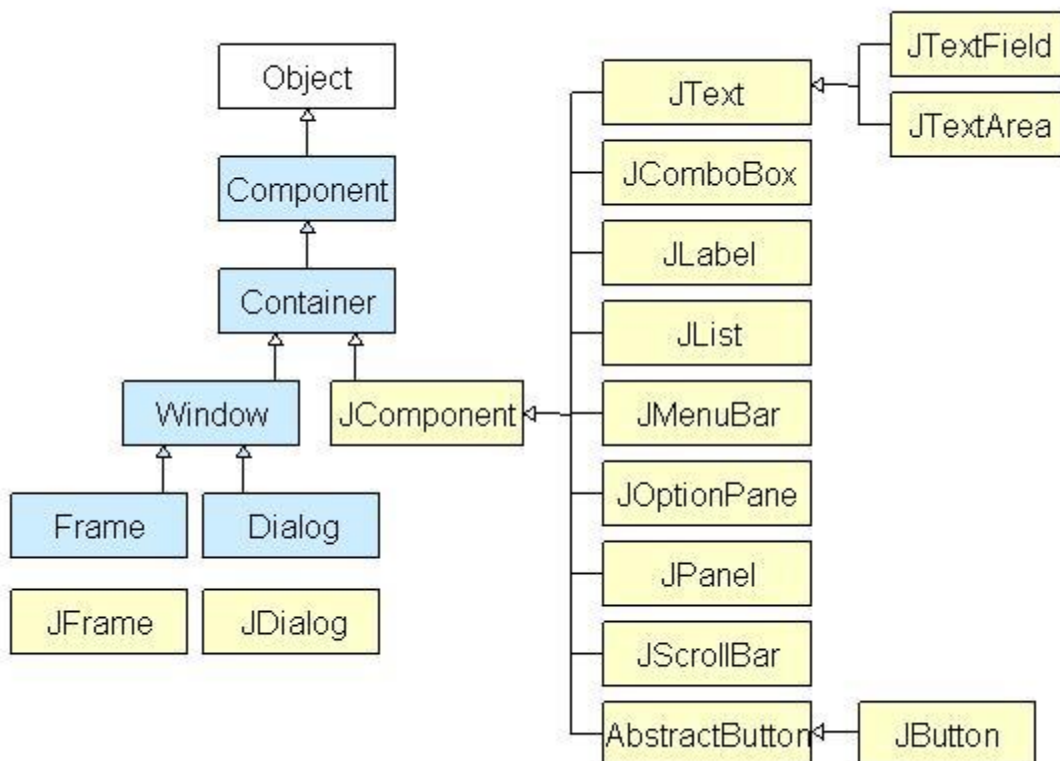 Object
Component
Container
Window
JComponent
Frame
Dialog
JFrame
JDialog
JText
JComboBox
JLabel
JList
JMenuBar
JOptionPane
JPanel
JScrollBar
AbstractButton
JTextField
JTextArea
JButton